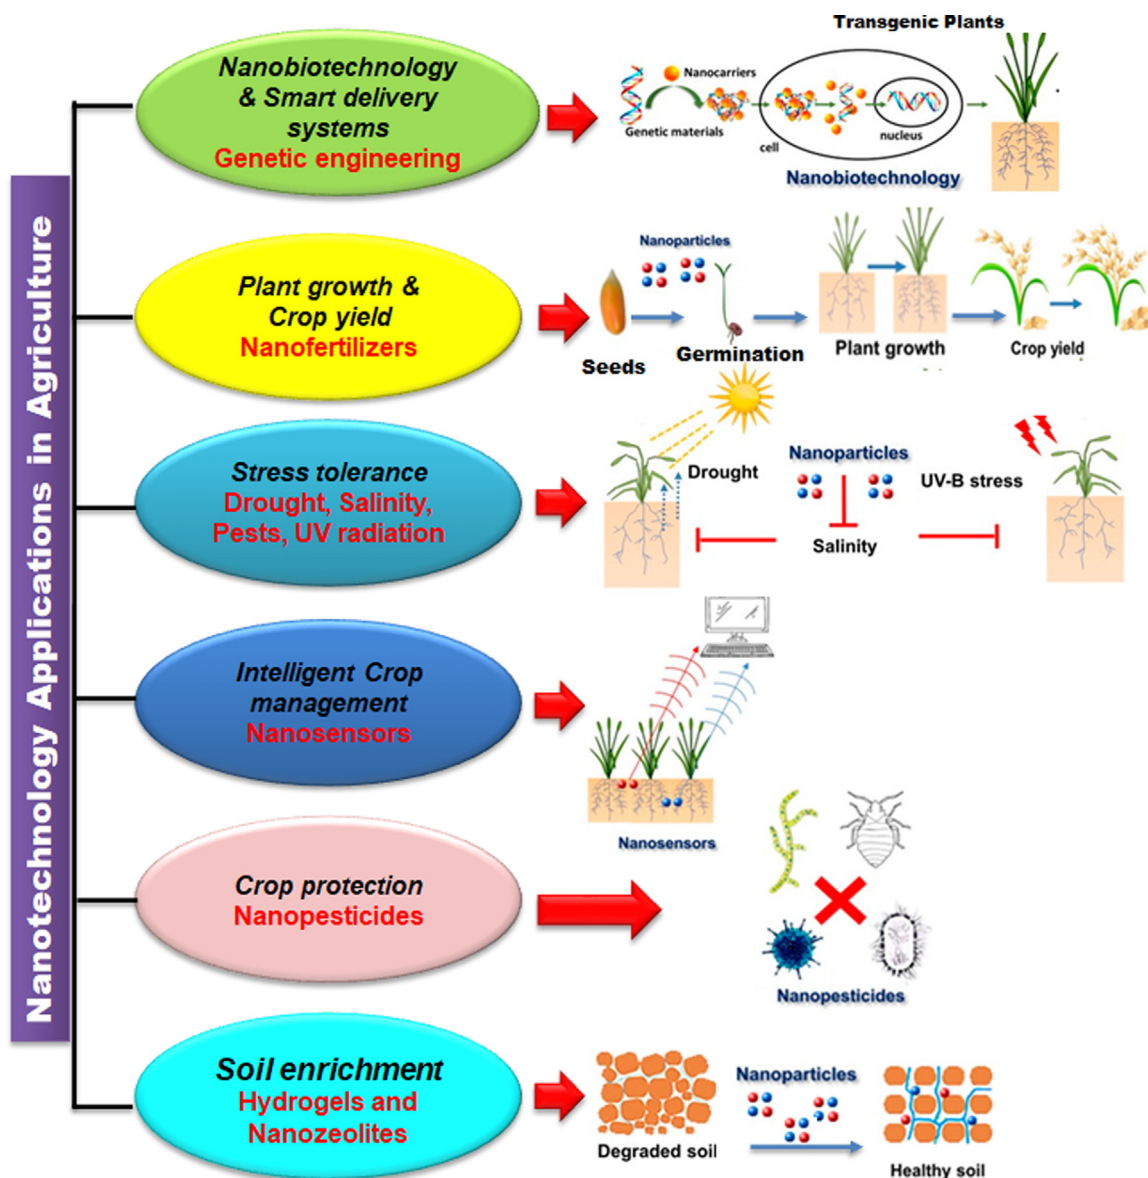 Nanotechnology Applications in Agriculture
Nanobiotechnology
& Smart delivery
systems
Genetic engineering
Transgenic Plants
Nanocarriers
Genetic materials
cell
nucleus
Nanobiotechnology
Plant growth &
Crop yield
Nanofertilizers
Nanoparticles
Seeds
Germination
Plant growth
Crop yield
Stress tolerance
Drought, Salinity,
Pests, UV radiation
Drought
Nanoparticles
Salinity
UV-B stress
Intelligent Crop
management
Nanosensors
Nanosensors
Crop protection
Nanopesticides
Nanopesticides
Soil enrichment
Hydrogels and
Nanozeolites
Degraded soil
Nanoparticles
Healthy soil